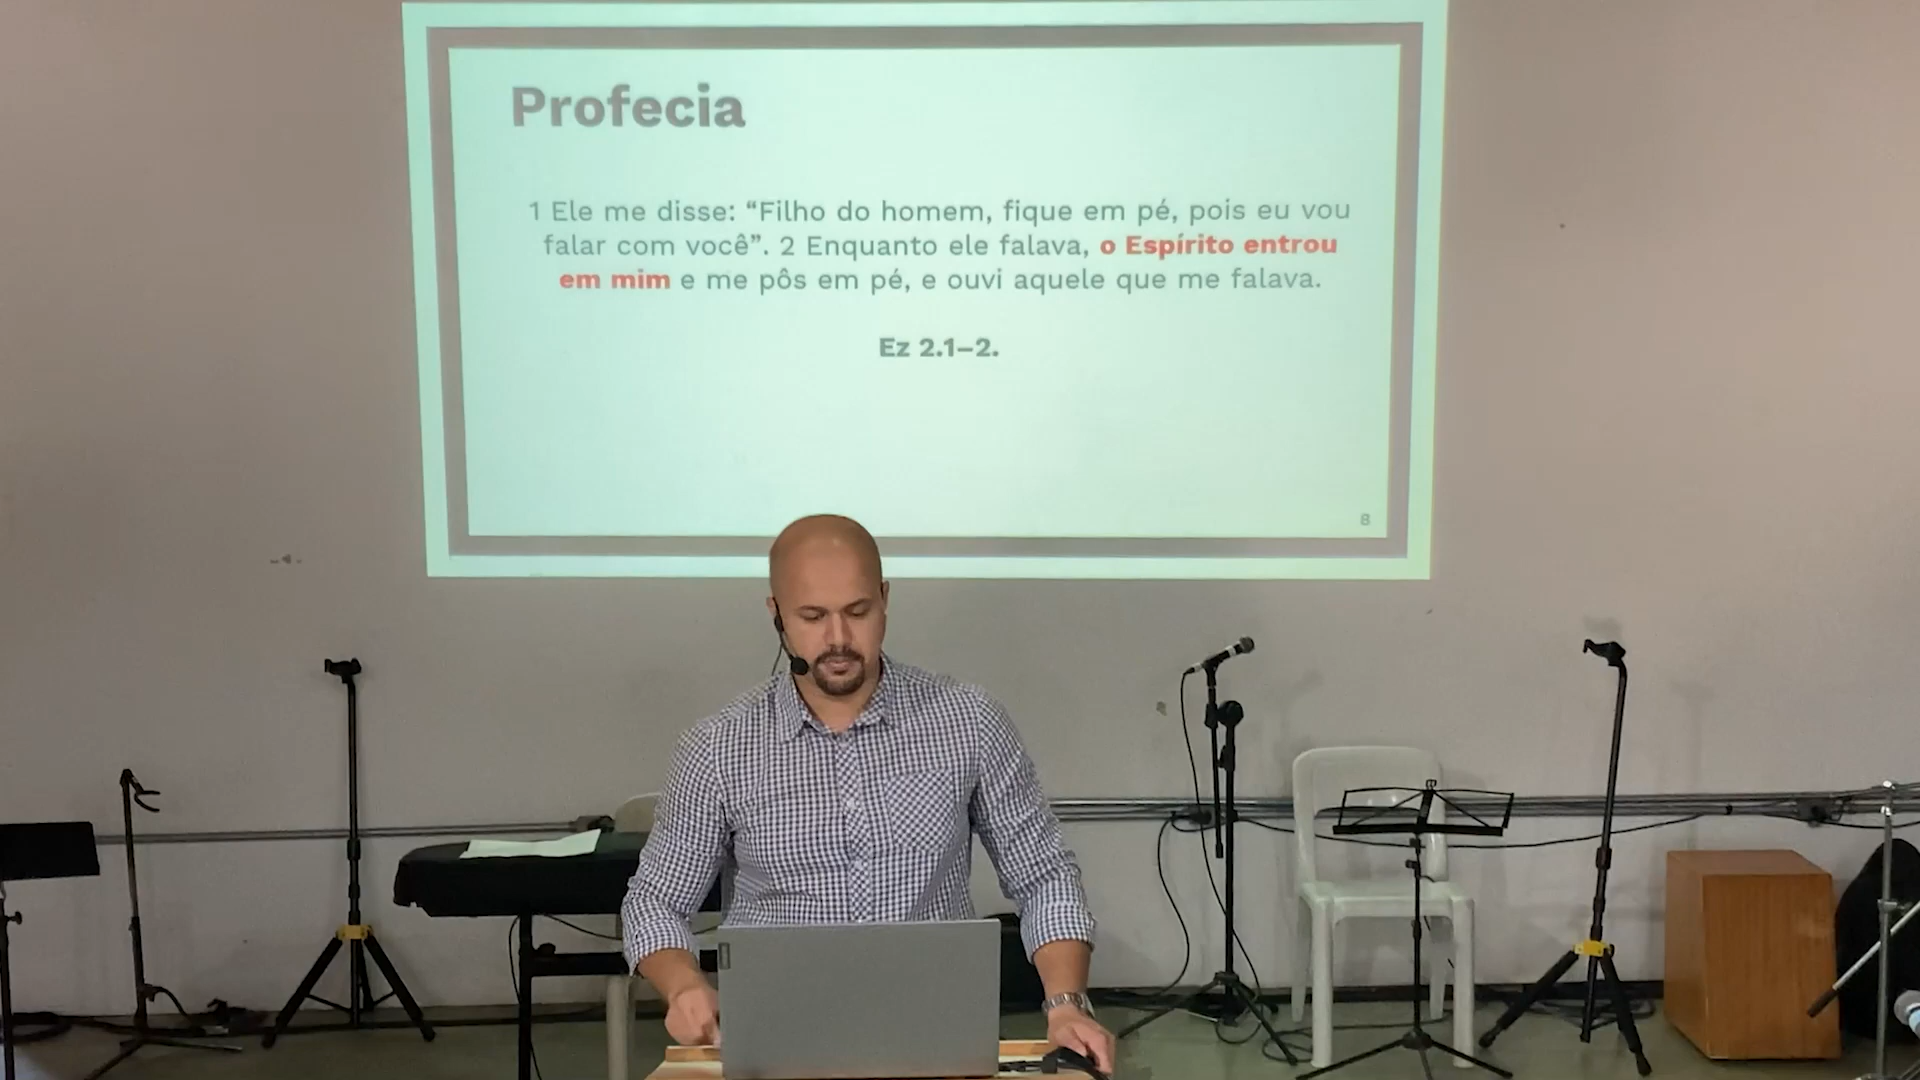 Profecia
1 Ele me disse: “Filho do homem, fique em pé, pois eu vou
falar com você”. 2 Enquanto ele falava, o Espírito entrou
em mim e me pôs em pé, e ouvi aquele que me falava.
Ez 2.1–2.
8